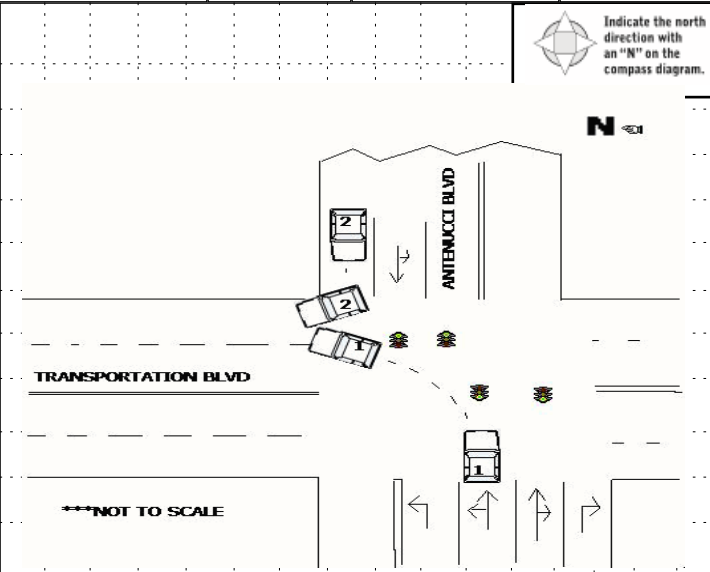 Indicate the north
direction with
an “N” on the
compass diagram.
N
2
ANTENUCCI BLVD
2
1
TRANSPORTATION BLVD
1
***NOT TO SCALE